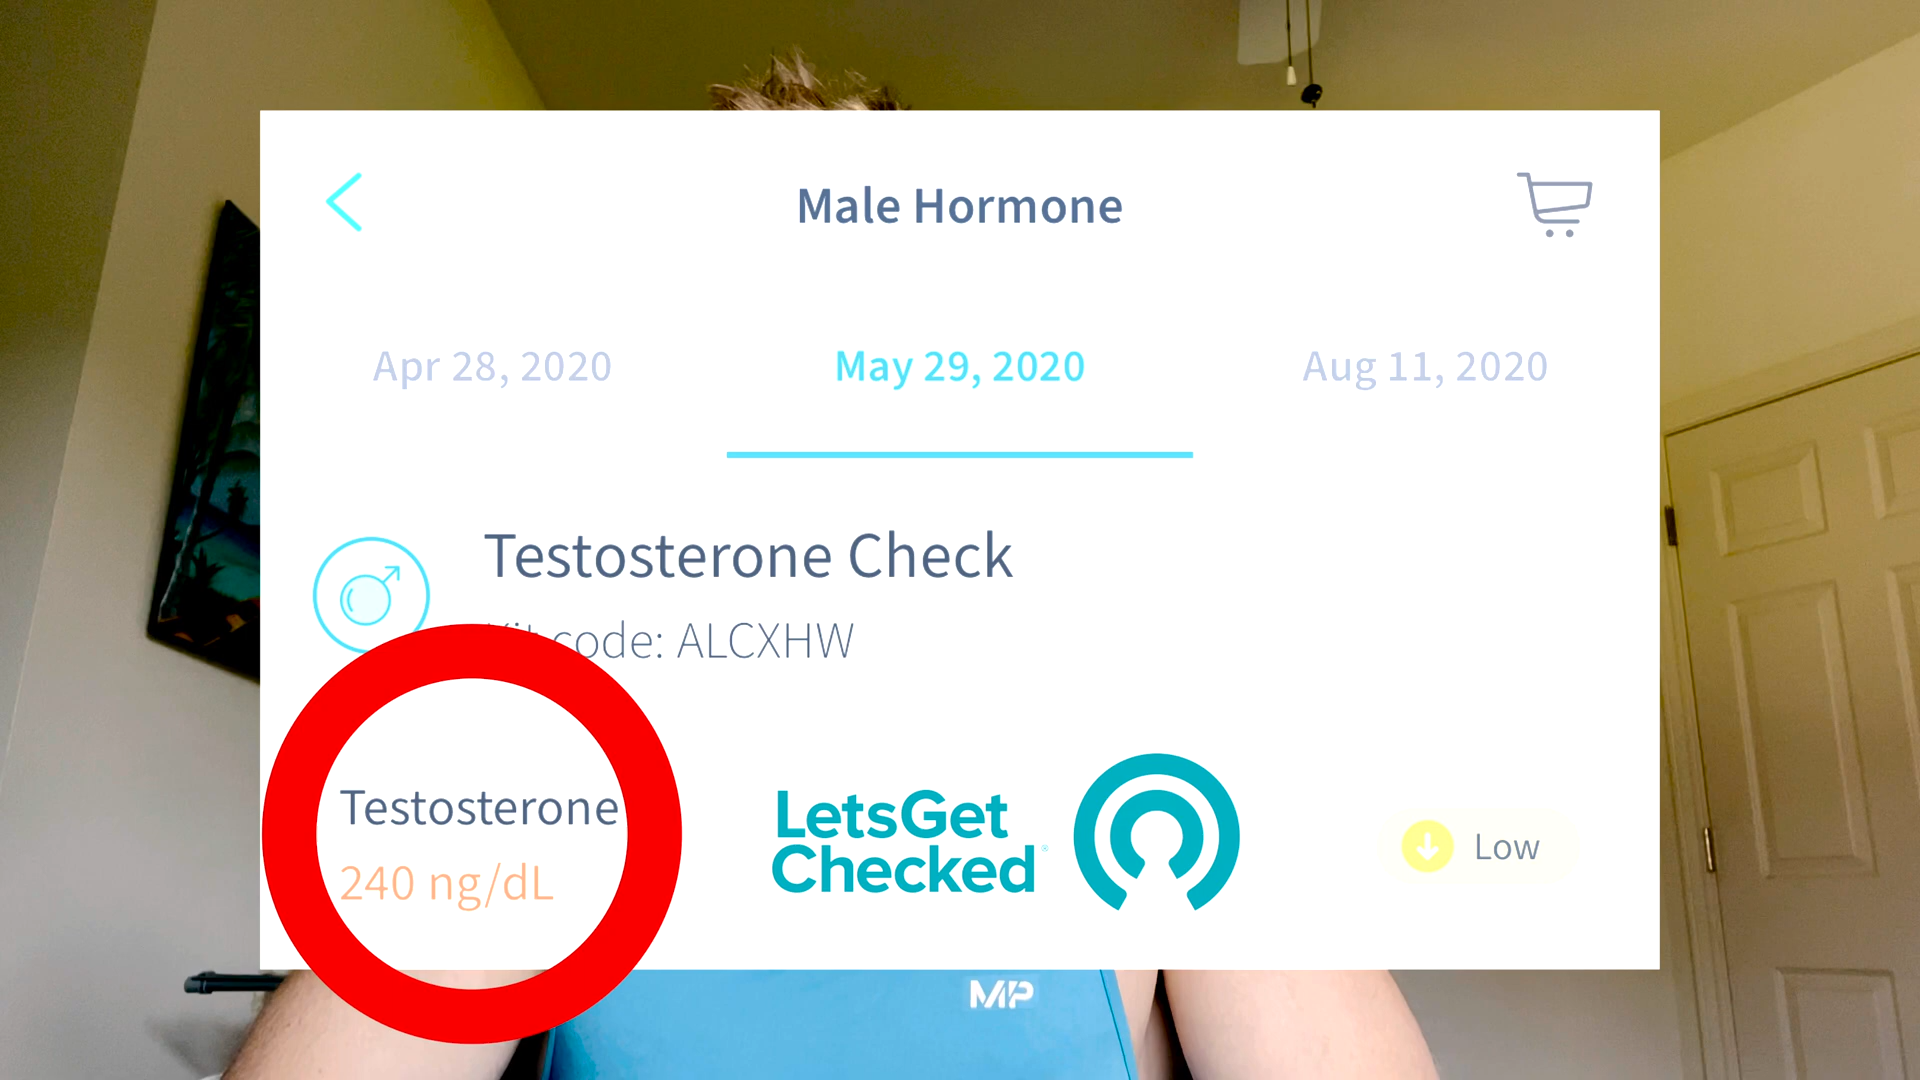 Male Hormone
Apr 28, 2020
May 29, 2020
Aug 11, 2020
Testosterone Check
code: ALCXHW
Testosterone
240 ng/dL
LetsGet
Checked
Low
MP